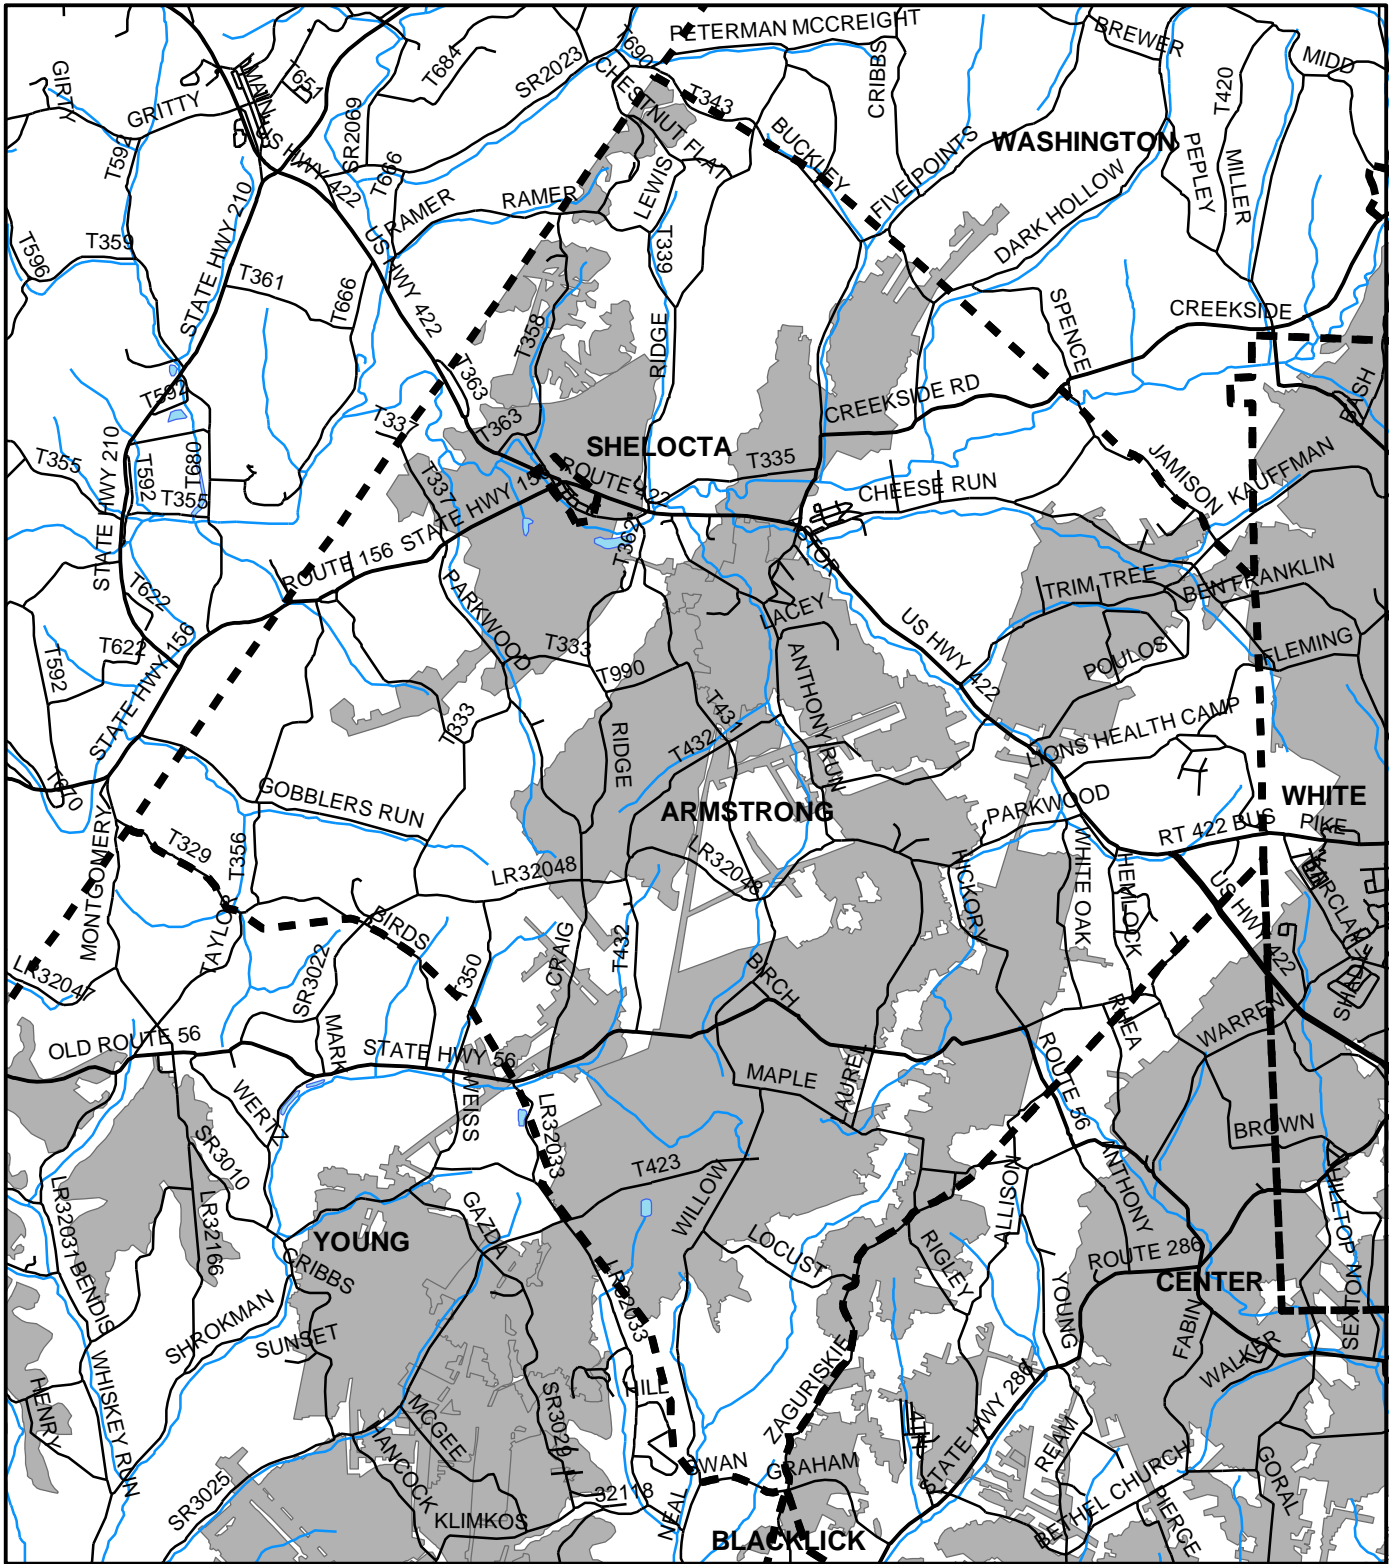 PETERMAN MCCREIGHT
BREWER
MIDD
GIRTY
GRITTY
MAIN
T651
T684
SR2023
T690
CHESTNUT FLAT
T343
CRIBBS
T420
T592
US HWY 422
SR2069
T666
BUCKLEY
WASHINGTON
FIVE POINTS
PEPLEY
MILLER
LEWIS
RAMER
RAMER
DARK HOLLOW
T596
T359
STATE HWY 210
T361
T666
US HWY 422
T339
T358
RIDGE
SPENCE
CREEKSIDE
T363
T592
CREEKSIDE RD
BASH
T337
T363
SHELOCTA
T335
JAMISON
KAUFFMAN
T355
STATE HWY 210
T592
T680
T355
T337
STATE HWY 156
ROUTE 422
CHEESE RUN
T362
ROUTE 156
PARKWOOD
TRIM TREE
BEN FRANKLIN
T622
T622
T592
LACEY
US HWY 422
T333
T990
ANTHONY RUN
POULOS
FLEMING
STATE HWY 156
T333
RIDGE
T431
T432
LIONS HEALTH CAMP
T670
GOBBLERS RUN
ARMSTRONG
PARKWOOD
WHITE
RT 422 BUS
PIKE
MONTGOMERY
T329
T356
LR32048
LR32048
HICKORY
WHITE OAK
HEMLOCK
US HWY 422
BARCLAY
TAYLOR
BIRDS
CRAIG
T432
LR32047
SR3022
T350
BIRCH
RHEA
SHADE
OLD ROUTE 56
MARK
STATE HWY 56
WARREN
WERTZ
WEISS
LR32033
MAPLE
LAUREL
ROUTE 56
BROWN
SR3010
T423
WILLOW
ALLISON
ANTHONY
LR32031
LR32166
GAZDA
HILLTOP
YOUNG
CRIBBS
LOCUST
RIGLEY
ROUTE 286
CENTER
BENDIS
SHROKMAN
SUNSET
LR32033
YOUNG
FABIN
WALKER
HENRY
WHISKEY RUN
MCGEE
HANCOCK
HILL
SR3029
ZAGURISKIE
STATE HWY 286
REAM
GORAL
SR3025
SWAN
GRAHAM
BETHEL CHURCH
PIERCE
KLIMKOS
32118
NEAL
BLACKLICK